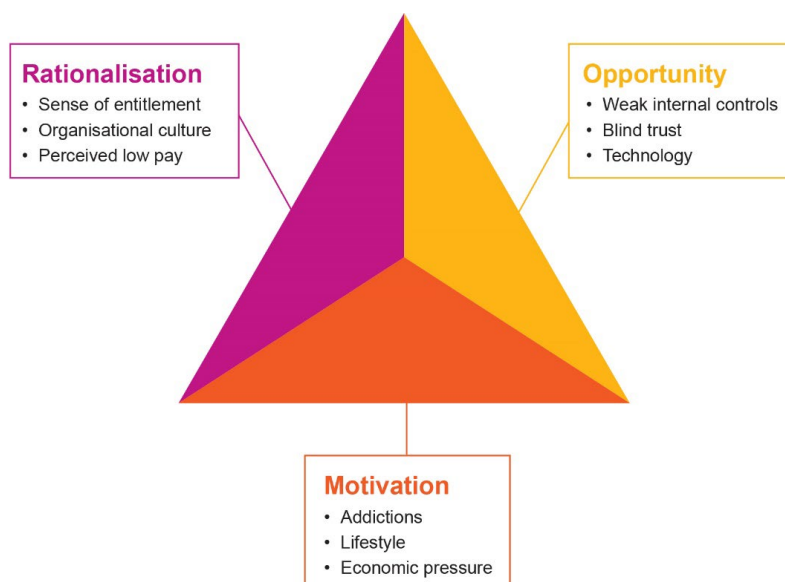 Rationalisation
• Sense of entitlement
• Organisational culture
• Perceived low pay
Opportunity
• Weak internal controls
• Blind trust
• Technology
Motivation
• Addictions
• Lifestyle
• Economic pressure